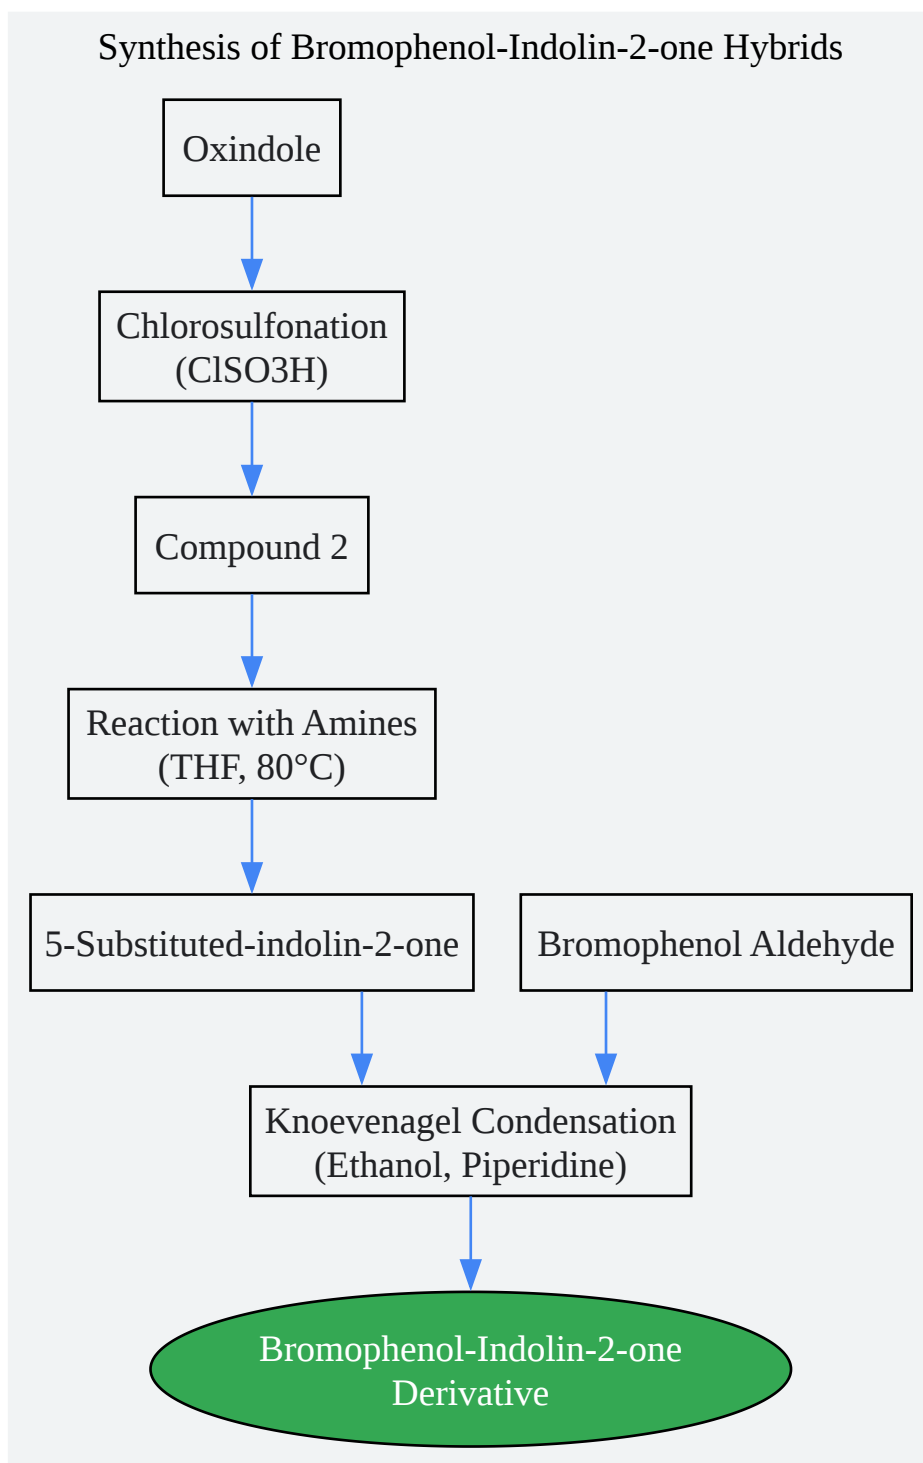 Synthesis of Bromophenol-Indolin-2-one Hybrids
Oxindole
Chlorosulfonation
(ClSO3H)
Compound 2
Reaction with Amines
(THF, 80°C)
5-Substituted-indolin-2-one
Bromophenol Aldehyde
Knoevenagel Condensation
(Ethanol, Piperidine)
Bromophenol-Indolin-2-one
Derivative